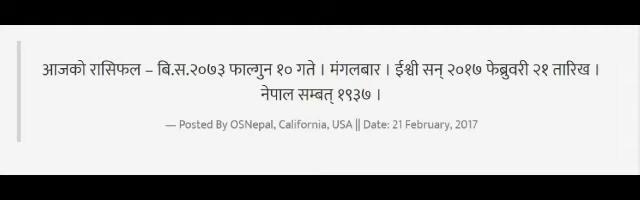 आजको रासिफल – बि.स.२०७३ फाल्गुन १० गते । मंगलबार । ईश्वी सन् २०१७ फेब्रुवरी २१ तारिख ।
नेपाल सम्बत् १९३७ ।
— Posted By OSNepal, California, USA || Date: 21 February, 2017